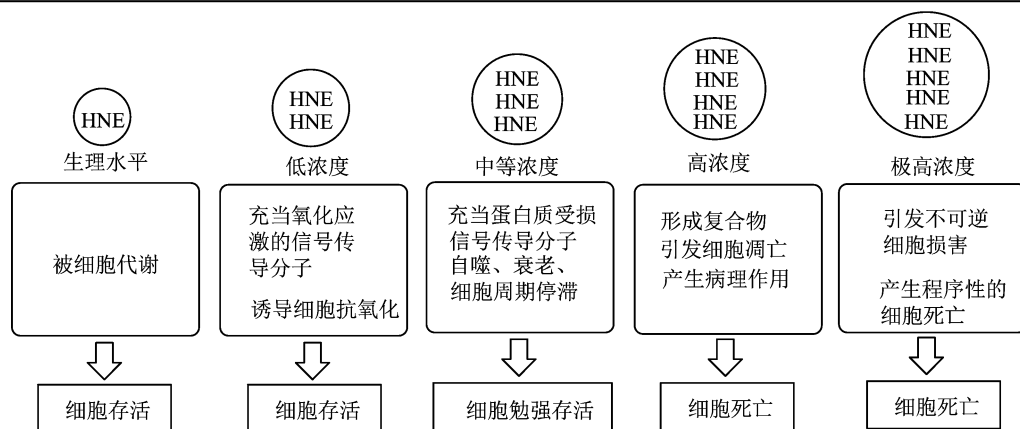 HNE
生理水平
被细胞代谢
细胞存活
HNE
HNE
低浓度
充当氧化应
激的信号传
导分子
诱导细胞抗氧化
细胞存活
HNE
HNE
HNE
中等浓度
充当蛋白质受损
信号传导分子
自噬、衰老、
细胞周期停滞
细胞勉强存活
HNE
HNE
HNE
HNE
高浓度
形成复合物
引发细胞凋亡
产生病理作用
细胞死亡
HNE
HNE
HNE
HNE
HNE
极高浓度
引发不可逆
细胞损害
产生程序性的
细胞死亡
细胞死亡